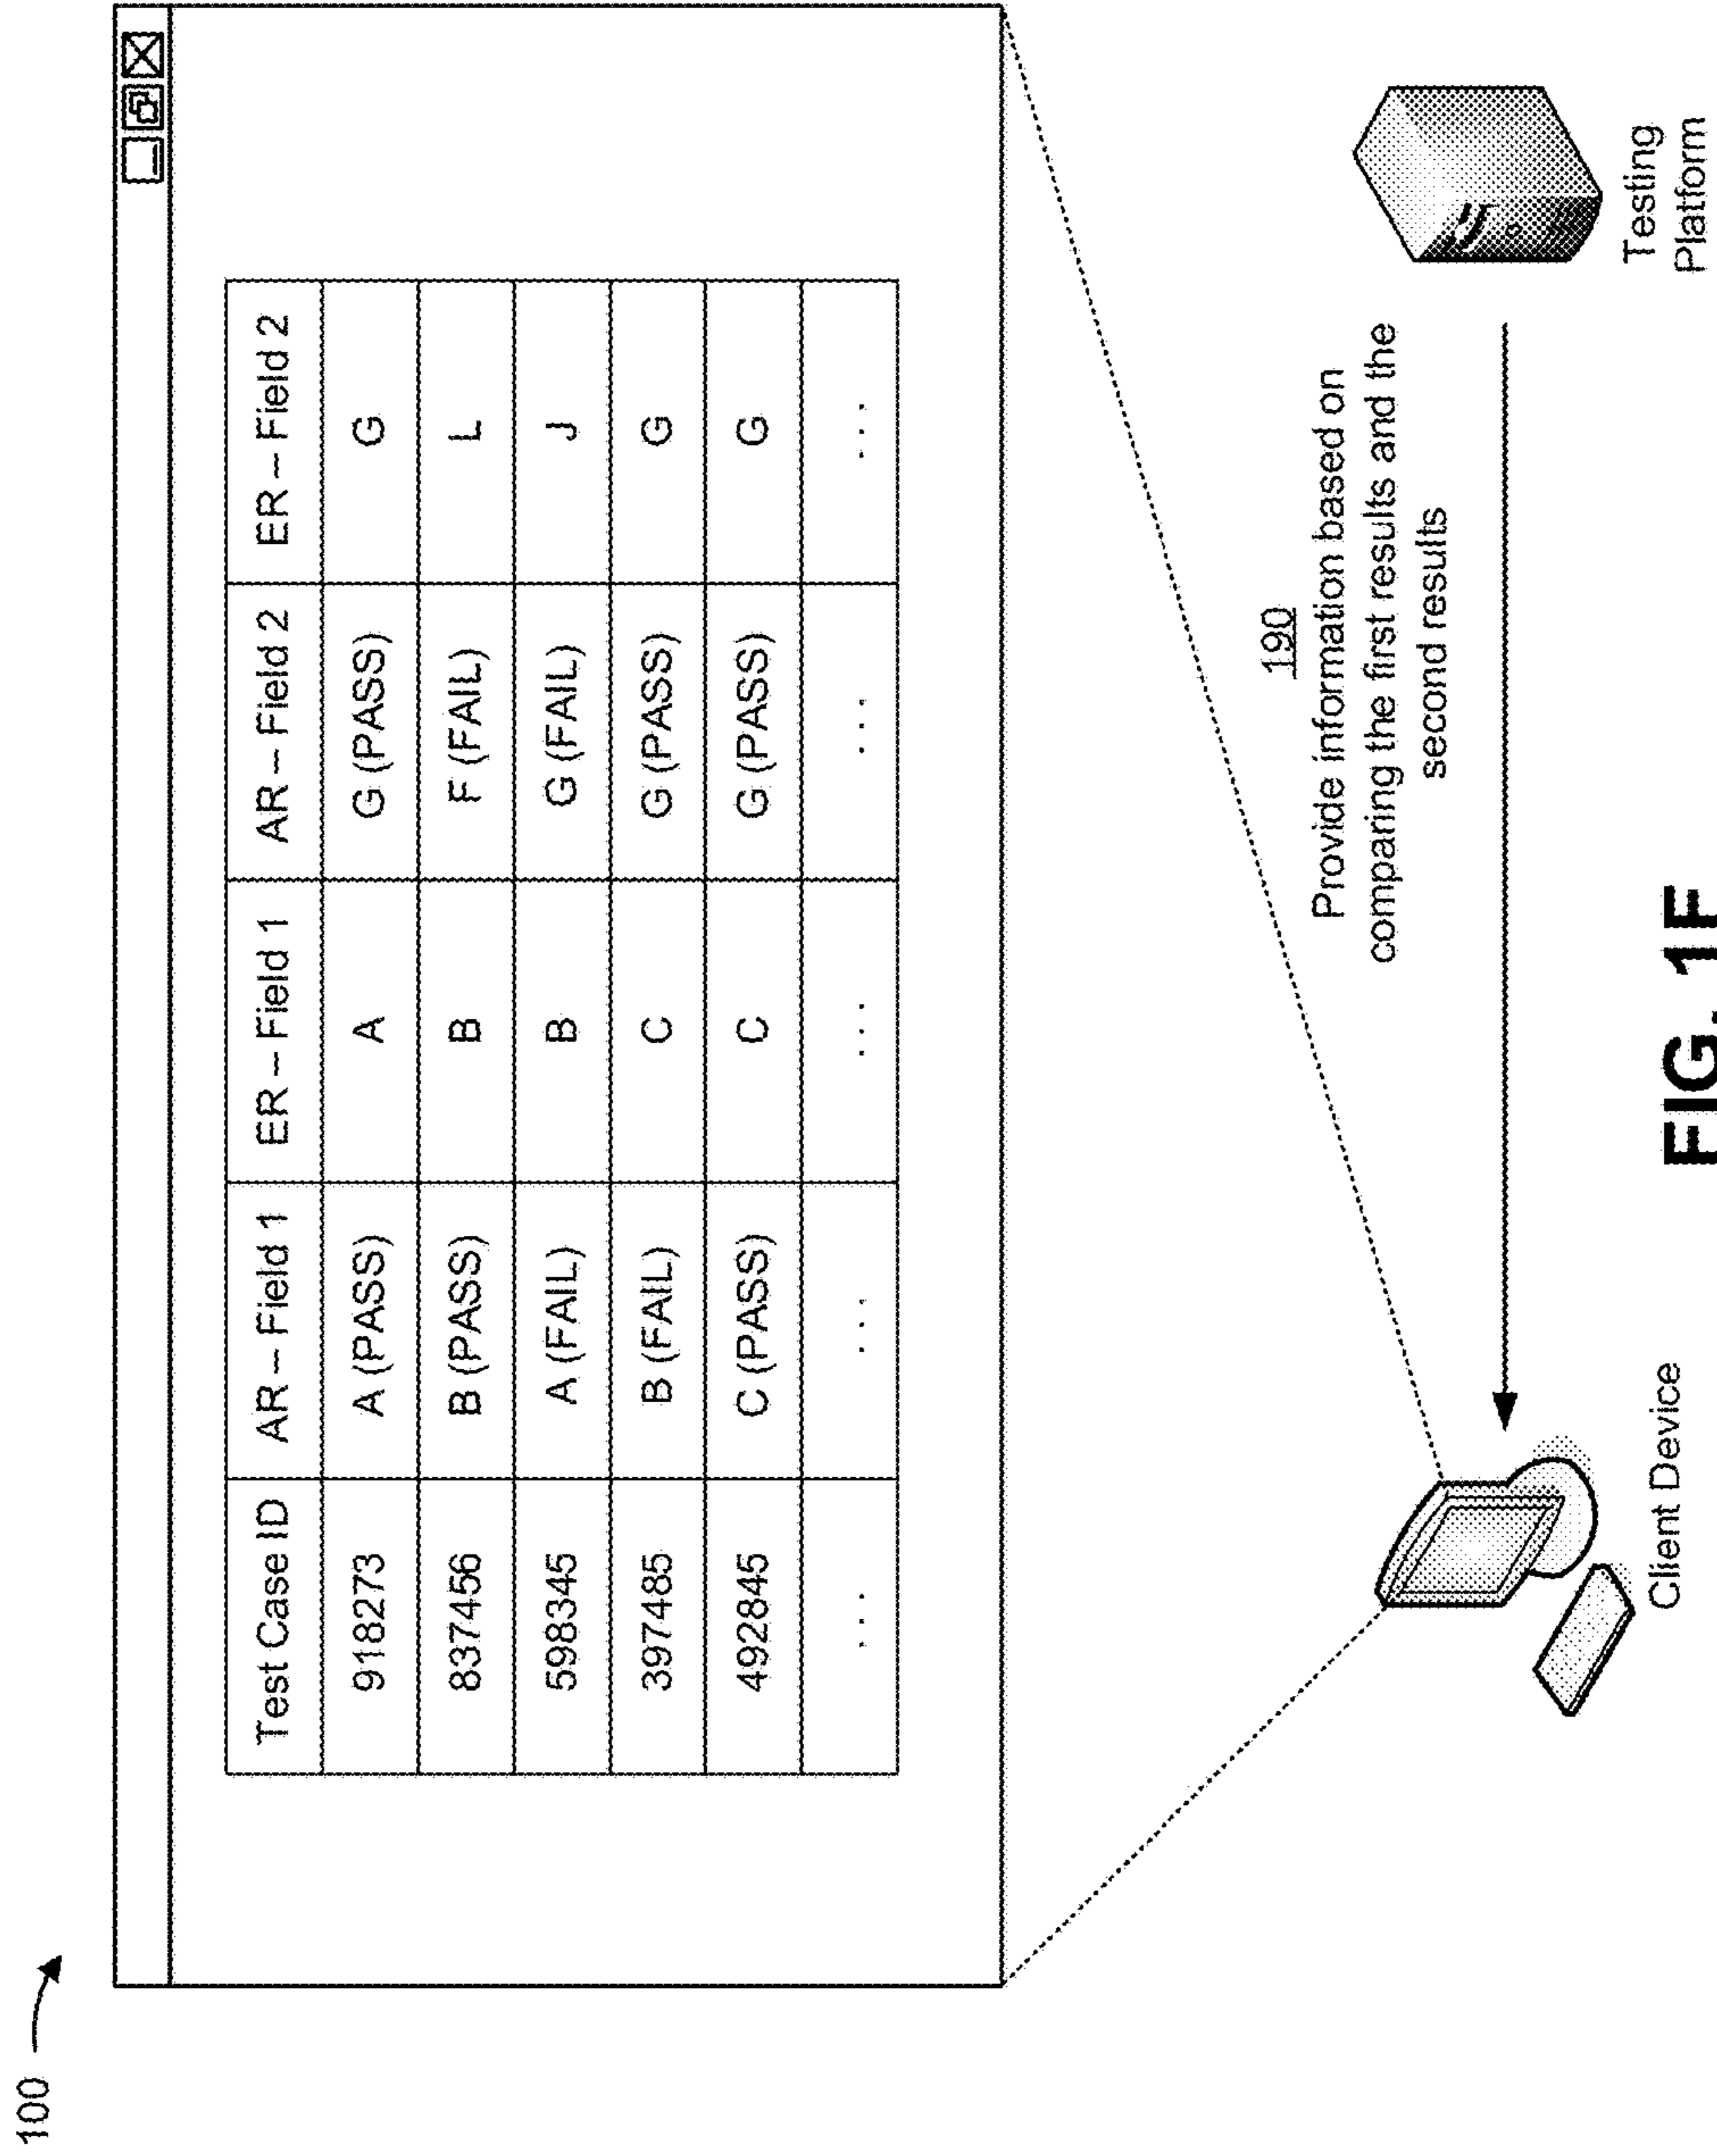 100
Test Case ID AR – Field 1 ER – Field 1 AR – Field 2 ER – Field 2
918273 A (PASS) A G (PASS) G
837456 B (PASS) B F (FAIL) L
598345 A (FAIL) B G (FAIL) J
397485 B (FAIL) C G (PASS) G
492845 C (PASS) C G (PASS) G
... ... ... ... ...
190
Provide information based on
comparing the first results and the
second results
Client Device
Testing
Platform
FIG.